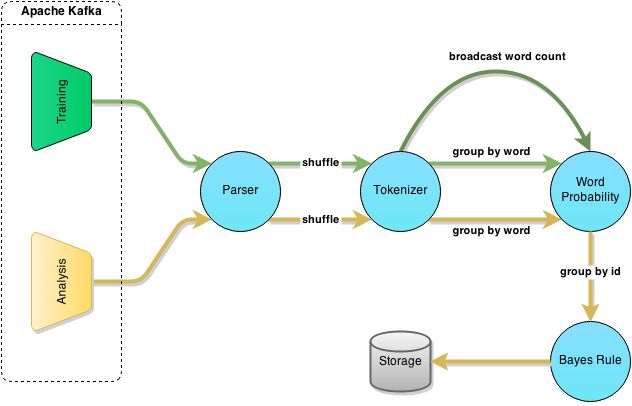 Apache Kafka
broadcast word count
Training
shuffle
group by word
Parser
Tokenizer
Word
Probability
shuffle
group by word
Analysis
group by id
Storage
Bayes Rule